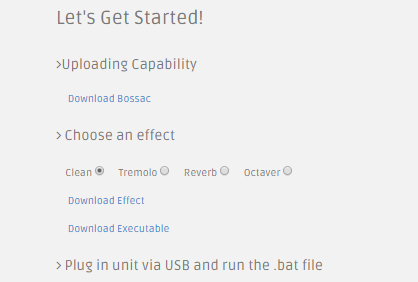 Let's Get Started!
>Uploading Capability
Download Bossac
> Choose an effect
Clean Tremolo Reverb Octaver
Download Effect
Download Executable
> Plug in unit via USB and run the .bat file